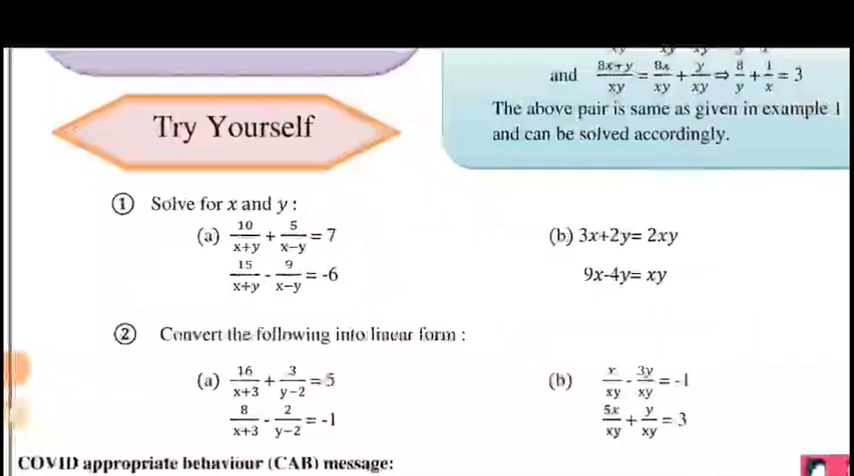 and (8x+y)/xy = 8x/xy + y/xy ⇒ 8/y + 1/x = 3
The above pair is same as given in example 1
and can be solved accordingly.
Try Yourself
① Solve for x and y :
(a) 10/(x+y) + 5/(x–y) = 7
15/(x+y) - 9/(x–y) = -6
(b) 3x+2y= 2xy
9x-4y= xy
② Convert the following into linear form :
(a) 16/(x+3) + 3/(y–2) = 5
8/(x+3) - 2/(y–2) = -1
(b) x/xy - 3y/xy = -1
5x/xy + y/xy = 3
COVID appropriate behaviour (CAB) message: